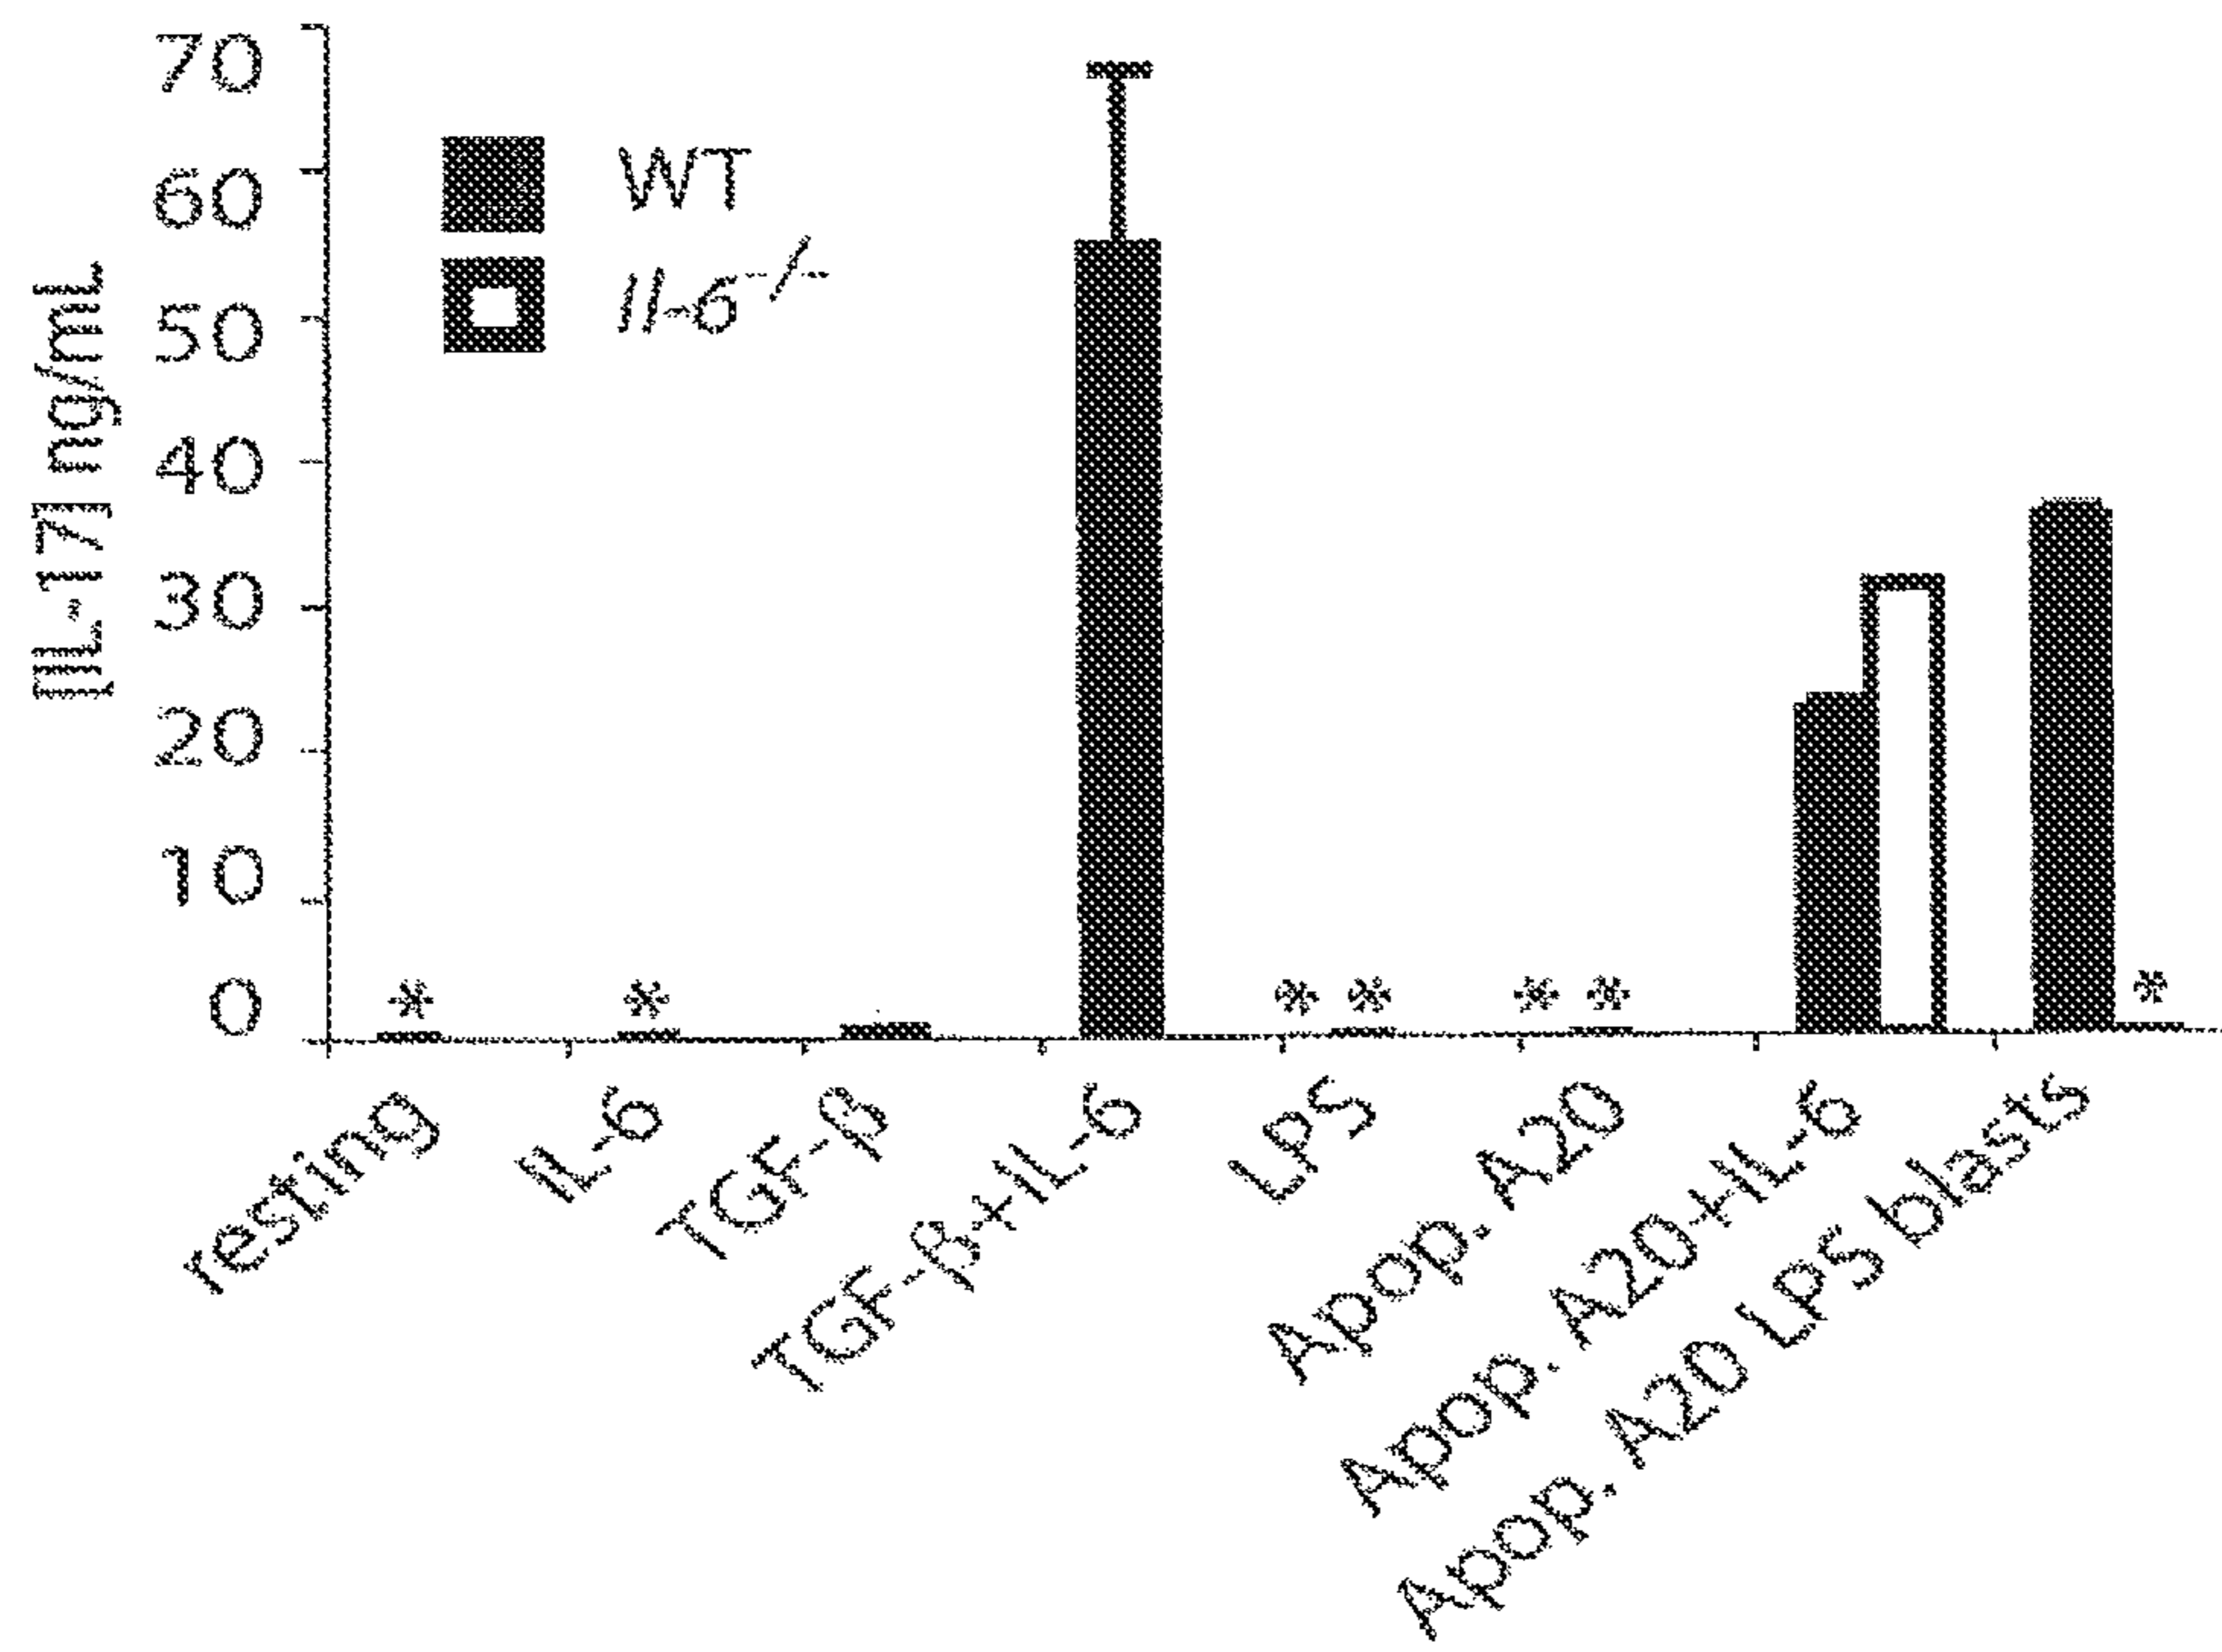 [IL-17] ng/mL
70
60
50
40
30
20
10
0
WT
Il-6-/-
* * * * * * *
resting
IL-6
TGF-β
TGF-β+IL-6
LPS
Apop. A20
Apop. A20+IL-6
Apop. A20 LPS blasts